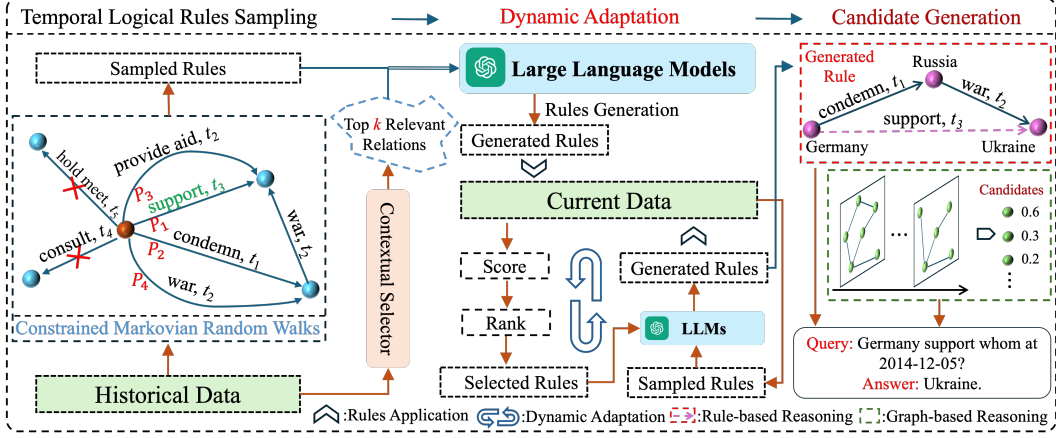 Temporal Logical Rules Sampling
Dynamic Adaptation
Candidate Generation
Sampled Rules
hold meet, t5
provide aid, t2
P3
support, t3
P1
P2
condemn, t1
consult, t4
P4
war, t2
war, t2
Constrained Markovian Random Walks
Historical Data
Top k Relevant
Relations
Contextual Selector
Large Language Models
Rules Generation
Generated Rules
Current Data
Score
Rank
Selected Rules
Generated Rules
LLMs
Sampled Rules
Generated
Rule
Russia
condemn, t1
war, t2
support, t3
Germany
Ukraine
Candidates
0.6
...
0.3
0.2
Query: Germany support whom at
2014-12-05?
Answer: Ukraine.
:Rules Application
:Dynamic Adaptation
:Rule-based Reasoning
:Graph-based Reasoning